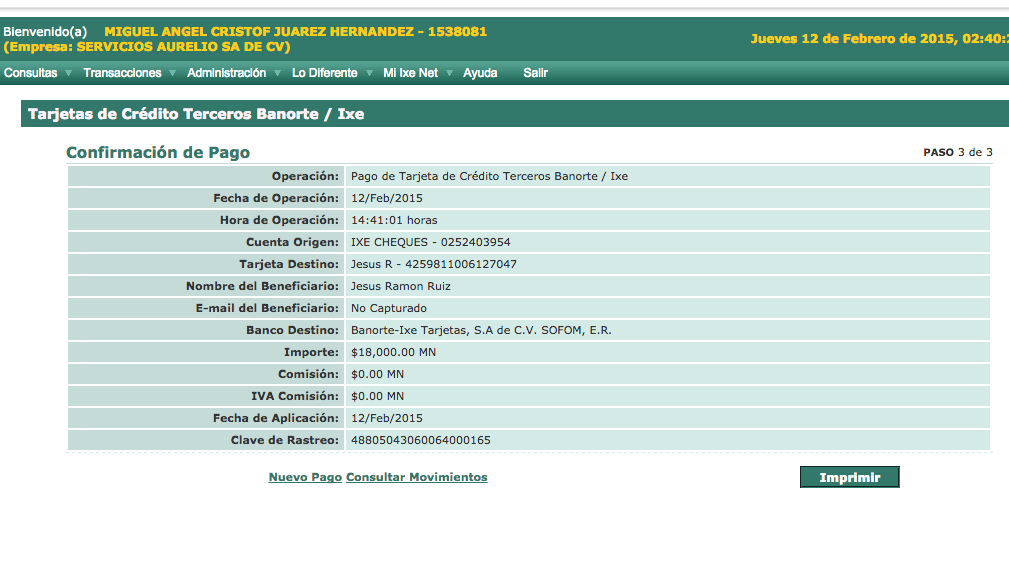 Bienvenido(a) MIGUEL ANGEL CRISTOF JUAREZ HERNANDEZ - 1538081
(Empresa: SERVICIOS AURELIO SA DE CV)
Jueves 12 de Febrero de 2015, 02:40:
Consultas Transacciones Administración Lo Diferente Mi Ixe Net Ayuda Salir
Tarjetas de Crédito Terceros Banorte / Ixe
Confirmación de Pago PASO 3 de 3
Operación: Pago de Tarjeta de Crédito Terceros Banorte / Ixe
Fecha de Operación: 12/Feb/2015
Hora de Operación: 14:41:01 horas
Cuenta Origen: IXE CHEQUES - 0252403954
Tarjeta Destino: Jesus R - 4259811006127047
Nombre del Beneficiario: Jesus Ramon Ruiz
E-mail del Beneficiario: No Capturado
Banco Destino: Banorte-Ixe Tarjetas, S.A de C.V. SOFOM, E.R.
Importe: $18,000.00 MN
Comisión: $0.00 MN
IVA Comisión: $0.00 MN
Fecha de Aplicación: 12/Feb/2015
Clave de Rastreo: 48805043060064000165
Nuevo Pago Consultar Movimientos Imprimir